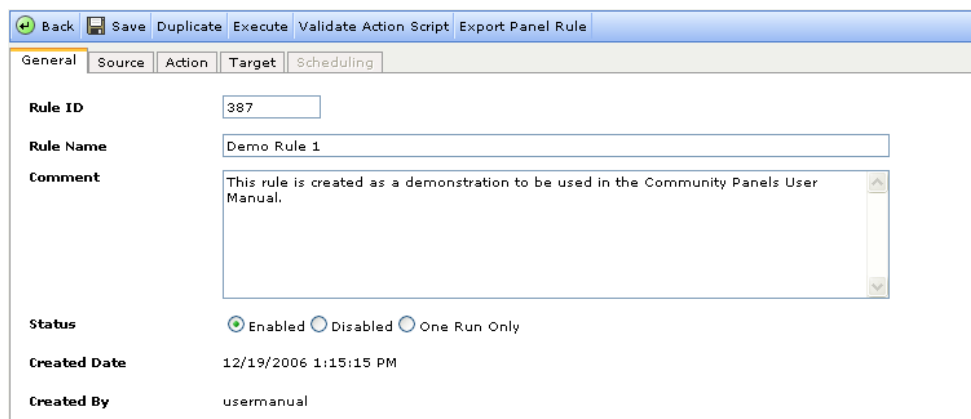 Back Save Duplicate Execute Validate Action Script Export Panel Rule
General Source Action Target Scheduling
Rule ID 387
Rule Name Demo Rule 1
Comment This rule is created as a demonstration to be used in the Community Panels User
Manual.
Status Enabled Disabled One Run Only
Created Date 12/19/2006 1:15:15 PM
Created By usermanual